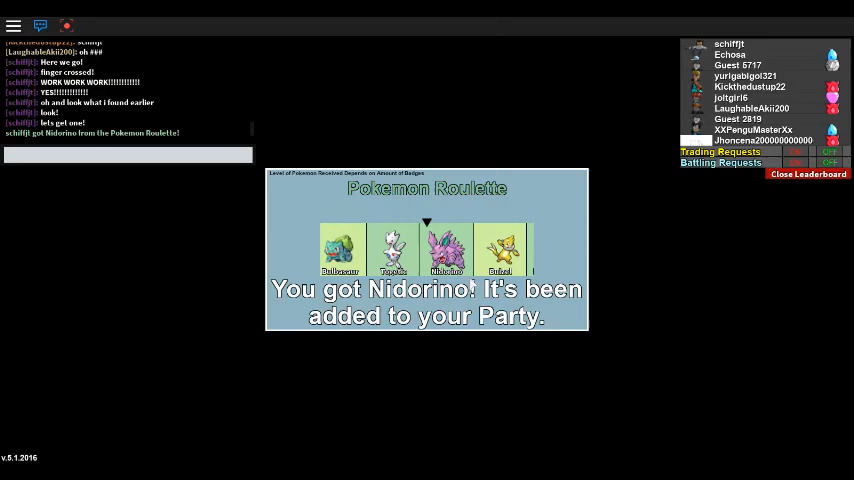 [LaughableAkii200]: oh ###
[schiffjt]: Here we go!
[schiffjt]: finger crossed!
[schiffjt]: WORK WORK WORK!!!!!!!!!!!!
[schiffjt]: YES!!!!!!!!!!!!
[schiffjt]: oh and look what i found earlier
[schiffjt]: look!
[schiffjt]: lets get one!
schiffjt got Nidorino from the Pokemon Roulette!
schiffjt
Echosa
Guest 5717
yurigabigol321
Kickthedustup22
joltgirl6
LaughableAkii200
Guest 2819
XXPenguMasterXx
Jhoncena200000000000
Trading Requests ON OFF
Battling Requests ON OFF
Close Leaderboard
Level of Pokemon Received Depends on Amount of Badges
Pokemon Roulette
Bulbasaur Togetic Nidorino Buizel
You got Nidorino! It's been
added to your Party.
v.5.1.2016